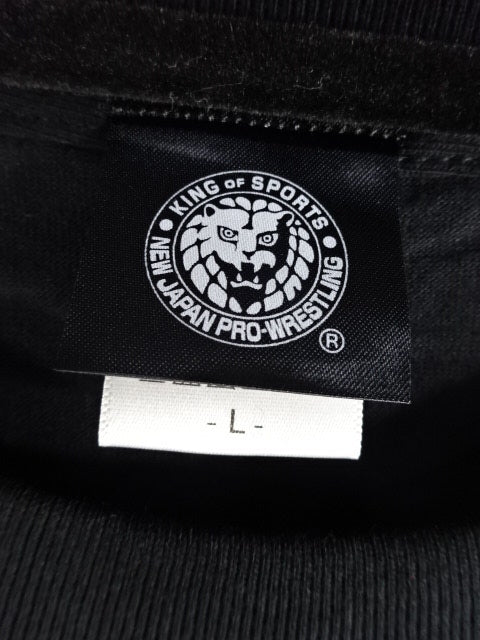 KING OF SPORTS
NEW JAPAN PRO-WRESTLING
®
- L -